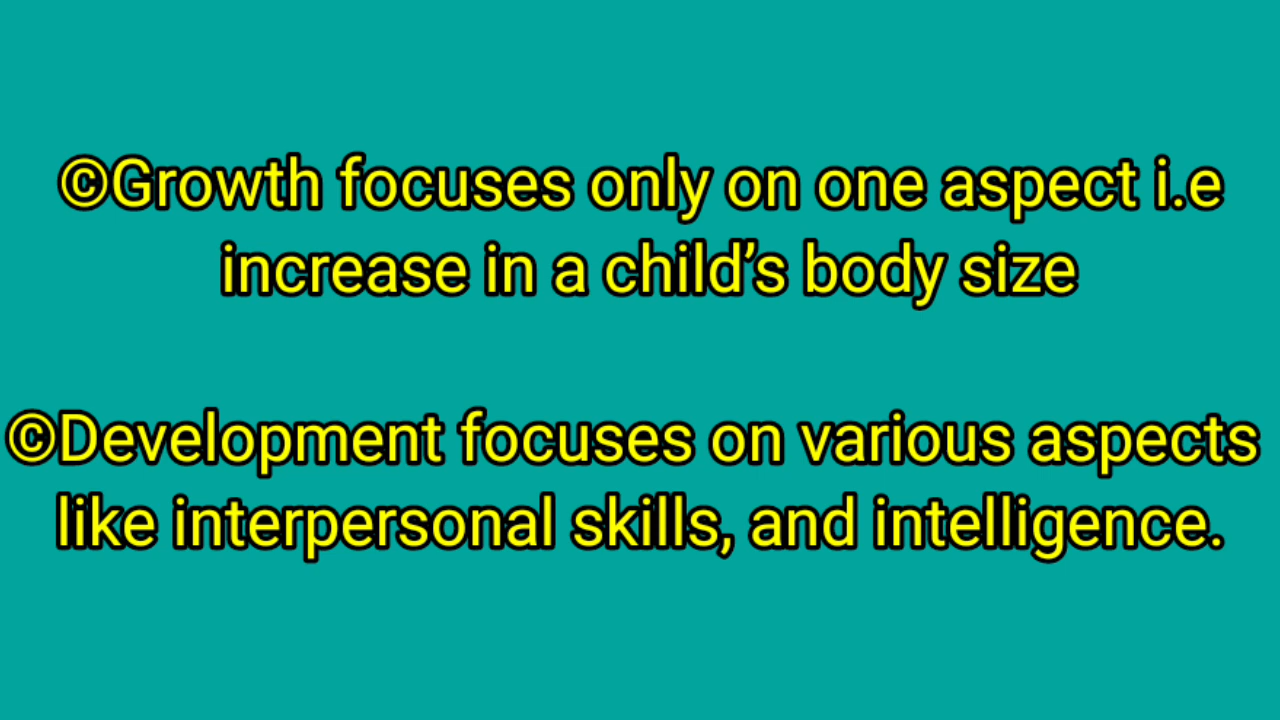 ©Growth focuses only on one aspect i.e
increase in a child’s body size
©Development focuses on various aspects
like interpersonal skills, and intelligence.